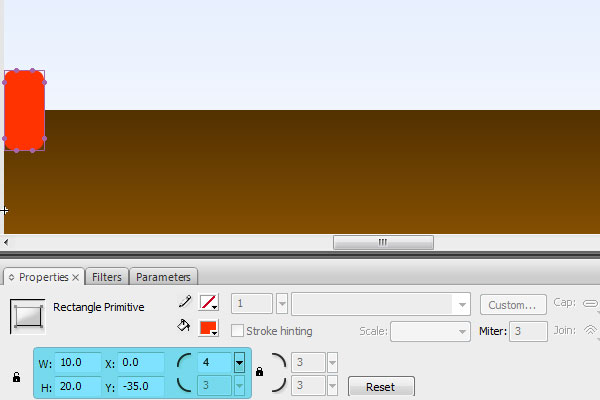 Properties × Filters Parameters
Rectangle Primitive 1 Custom... Cap:
Stroke hinting Scale: Miter: 3 Join:
W: 10.0 X: 0.0 4 3
H: 20.0 Y: -35.0 3 3 Reset